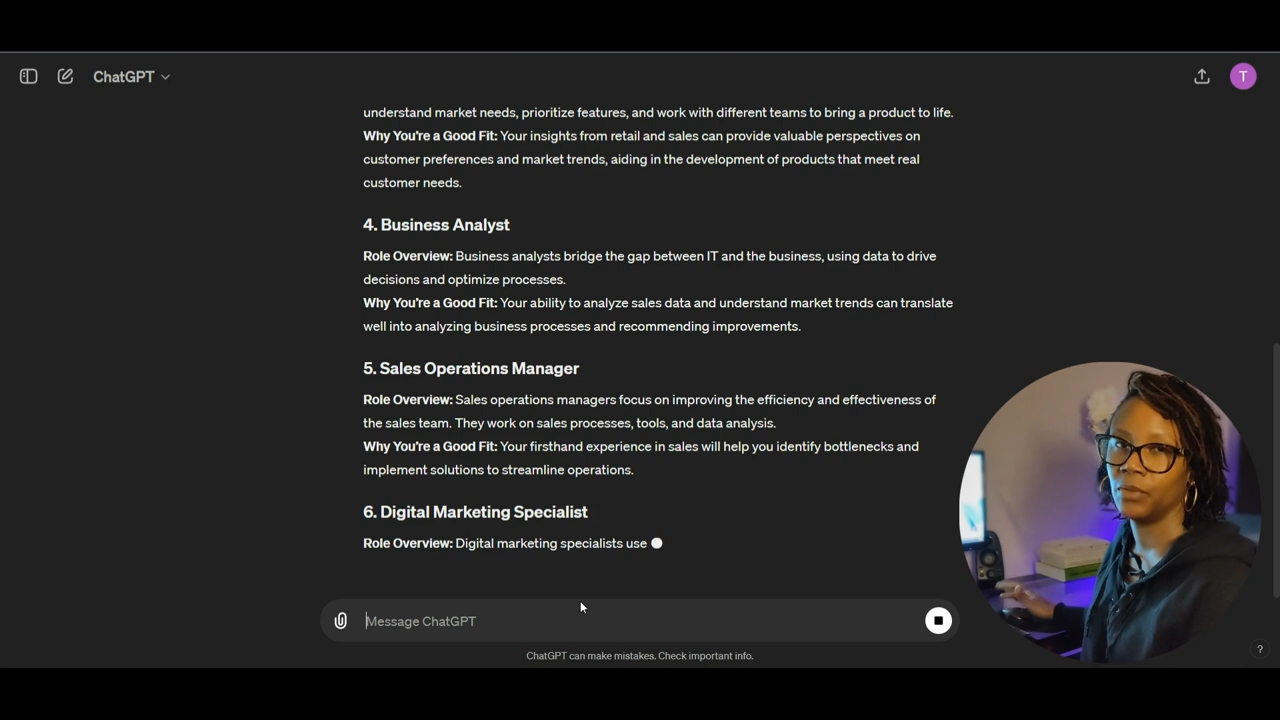 ChatGPT
T
understand market needs, prioritize features, and work with different teams to bring a product to life.
Why You're a Good Fit: Your insights from retail and sales can provide valuable perspectives on
customer preferences and market trends, aiding in the development of products that meet real
customer needs.
4. Business Analyst
Role Overview: Business analysts bridge the gap between IT and the business, using data to drive
decisions and optimize processes.
Why You're a Good Fit: Your ability to analyze sales data and understand market trends can translate
well into analyzing business processes and recommending improvements.
5. Sales Operations Manager
Role Overview: Sales operations managers focus on improving the efficiency and effectiveness of
the sales team. They work on sales processes, tools, and data analysis.
Why You're a Good Fit: Your firsthand experience in sales will help you identify bottlenecks and
implement solutions to streamline operations.
6. Digital Marketing Specialist
Role Overview: Digital marketing specialists use
Message ChatGPT
ChatGPT can make mistakes. Check important info.
?